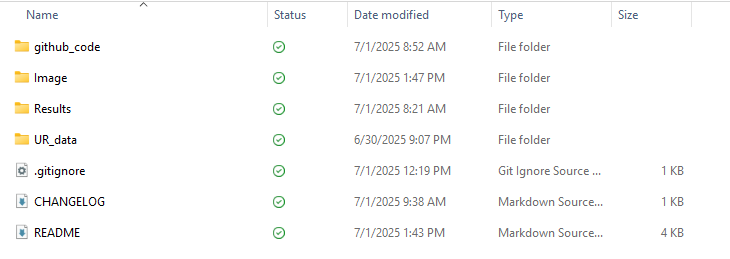 Name Status Date modified Type Size
github_code 7/1/2025 8:52 AM File folder
Image 7/1/2025 1:47 PM File folder
Results 7/1/2025 8:21 AM File folder
UR_data 6/30/2025 9:07 PM File folder
.gitignore 7/1/2025 12:19 PM Git Ignore Source ... 1 KB
CHANGELOG 7/1/2025 9:38 AM Markdown Source... 1 KB
README 7/1/2025 1:43 PM Markdown Source... 4 KB